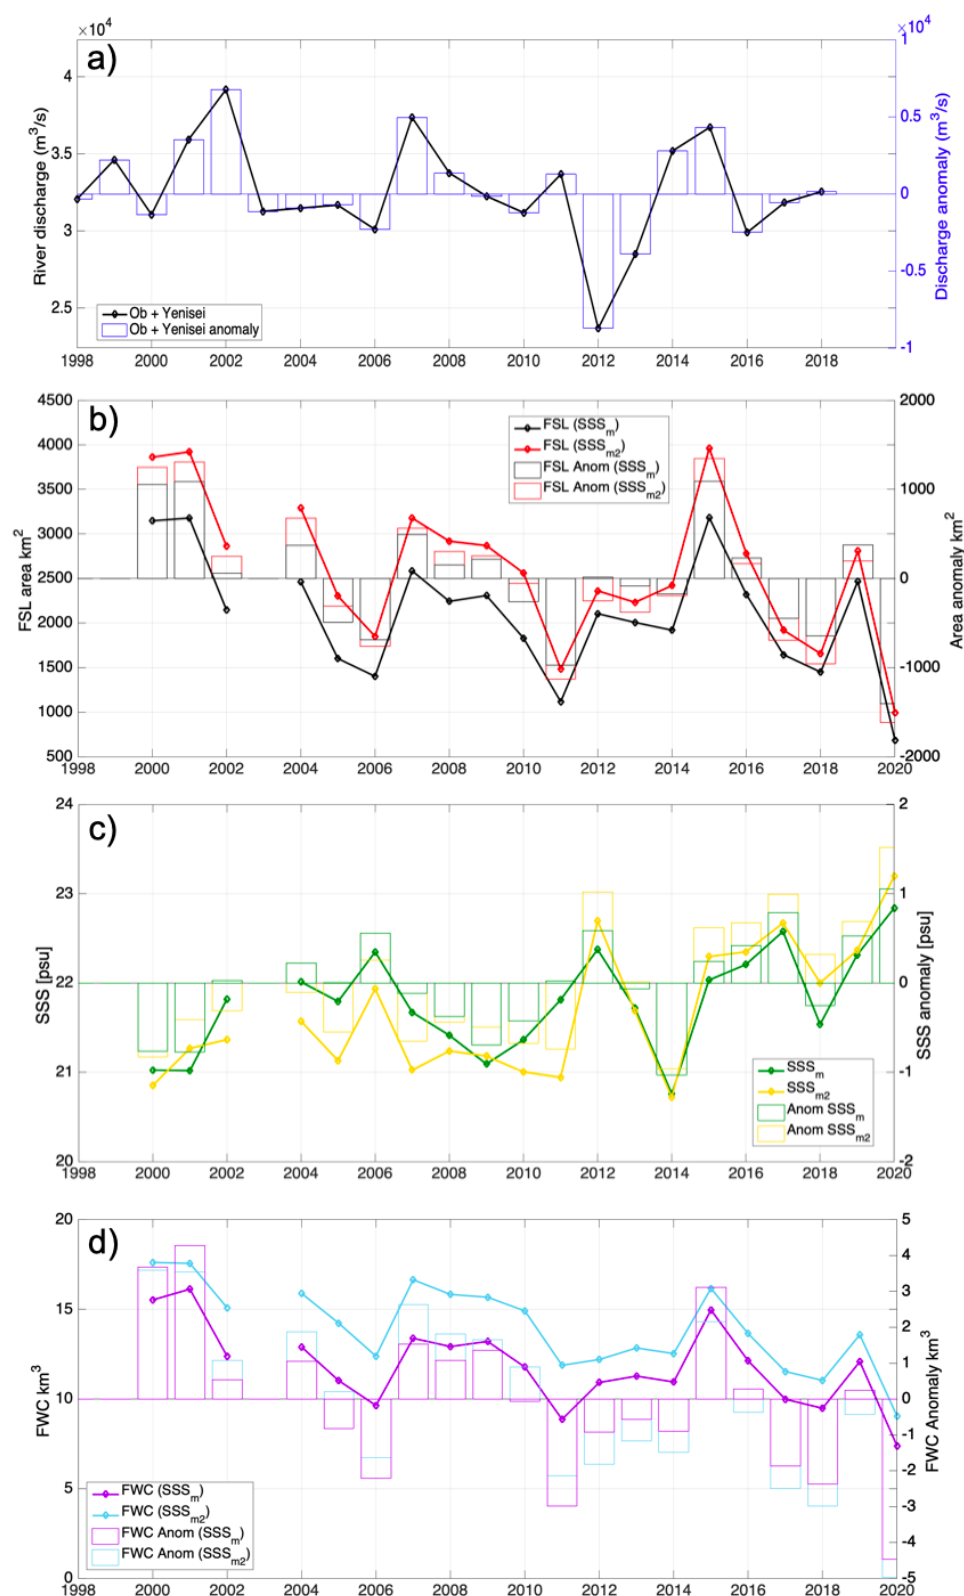 ×10⁴
×10⁴
a)
4
3.5
3
2.5
1
0.5
0
-0.5
-1
River discharge (m³/s)
Discharge anomaly (m³/s)
Ob + Yenisei
Ob + Yenisei anomaly
1998 2000 2002 2004 2006 2008 2010 2012 2014 2016 2018
b)
4500
4000
3500
3000
2500
2000
1500
1000
500
2000
1000
0
-1000
-2000
FSL area km²
Area anomaly km²
FSL (SSSₘ)
FSL (SSSₘ₂)
FSL Anom (SSSₘ)
FSL Anom (SSSₘ₂)
1998 2000 2002 2004 2006 2008 2010 2012 2014 2016 2018 2020
c)
24
23
22
21
20
2
1
0
-1
-2
SSS [psu]
SSS anomaly [psu]
SSSₘ
SSSₘ₂
Anom SSSₘ
Anom SSSₘ₂
1998 2000 2002 2004 2006 2008 2010 2012 2014 2016 2018 2020
d)
20
15
10
5
0
5
4
3
2
1
0
-1
-2
-3
-4
-5
FWC km³
FWC Anomaly km³
FWC (SSSₘ)
FWC (SSSₘ₂)
FWC Anom (SSSₘ)
FWC Anom (SSSₘ₂)
1998 2000 2002 2004 2006 2008 2010 2012 2014 2016 2018 2020